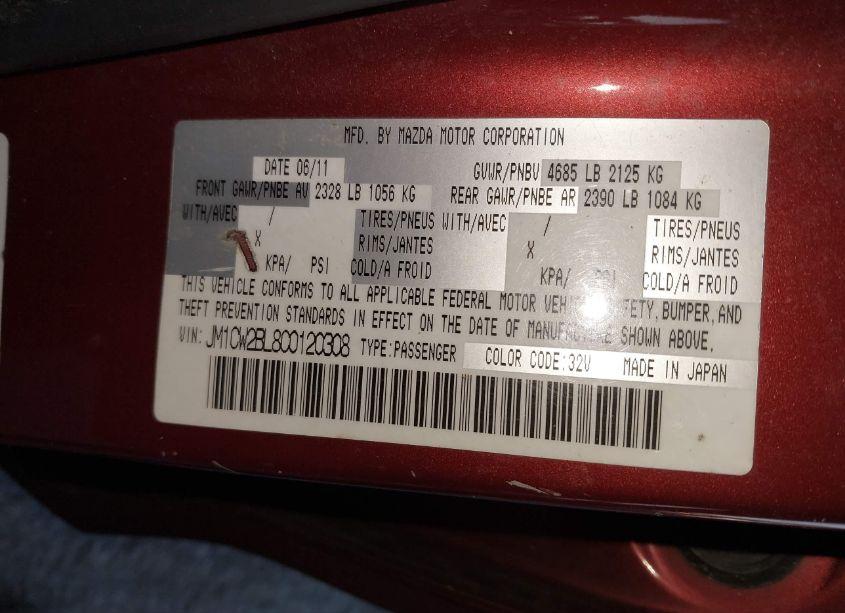 MFD. BY MAZDA MOTOR CORPORATION
DATE 06/11 GVWR/PNBV 4685 LB 2125 KG
FRONT GAWR/PNBE AV 2328 LB 1056 KG REAR GAWR/PNBE AR 2390 LB 1084 KG
WITH/AVEC / TIRES/PNEUS WITH/AVEC / TIRES/PNEUS
X RIMS/JANTES X RIMS/JANTES
KPA/ PSI COLD/A FROID KPA/ PSI COLD/A FROID
THIS VEHICLE CONFORMS TO ALL APPLICABLE FEDERAL MOTOR VEHICLE SAFETY, BUMPER, AND
THEFT PREVENTION STANDARDS IN EFFECT ON THE DATE OF MANUFACTURE SHOWN ABOVE.
VIN: JM1CW2BL8C0120308 TYPE:PASSENGER COLOR CODE:32V MADE IN JAPAN